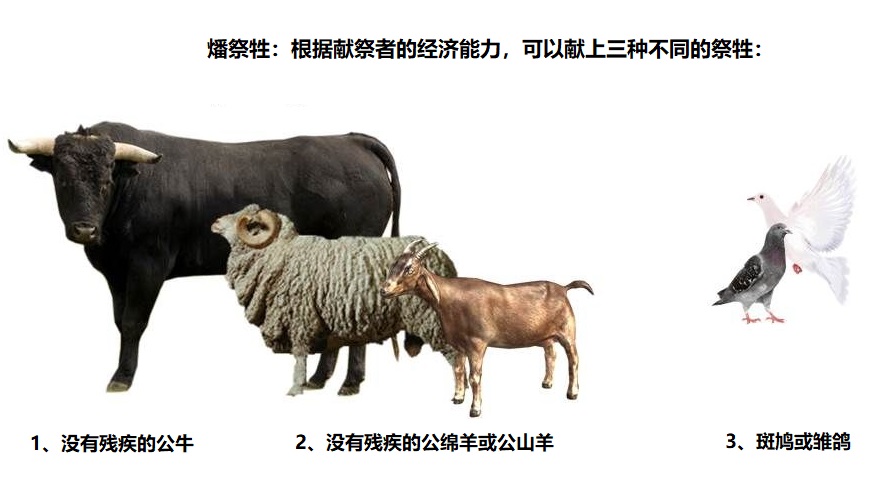 燔祭牲：根据献祭者的经济能力，可以献上三种不同的祭牲：
1、没有残疾的公牛
2、没有残疾的公绵羊或公山羊
3、斑鸠或雏鸽